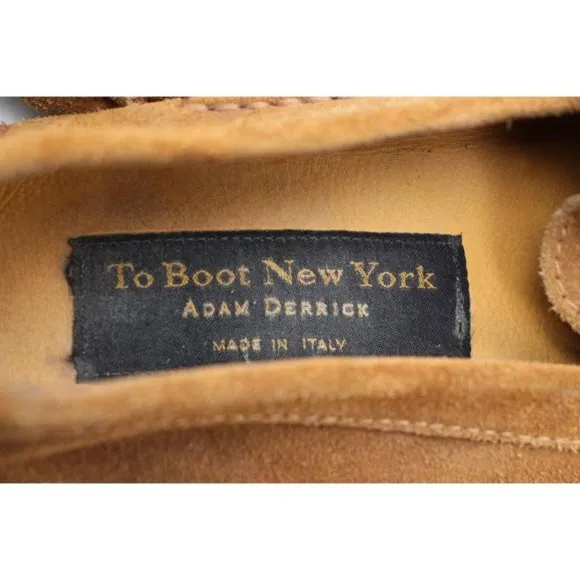 To Boot New York
ADAM DERRICK
MADE IN ITALY